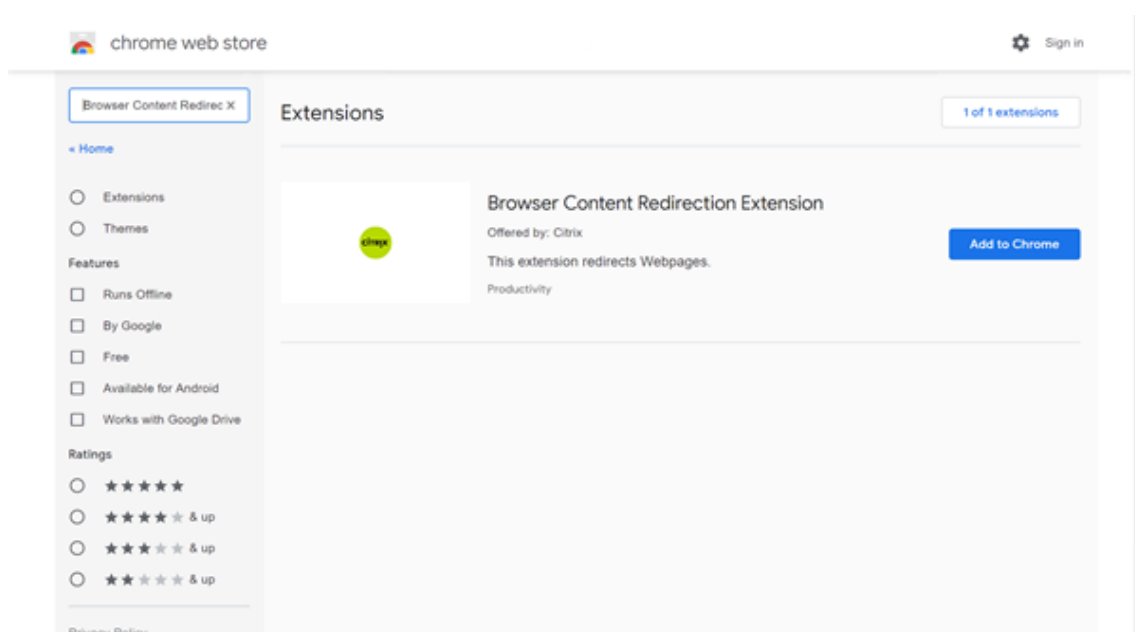 chrome web store
Sign in
Browser Content Redirec ×
« Home
Extensions
Themes
Features
Runs Offline
By Google
Free
Available for Android
Works with Google Drive
Ratings
& up
& up
& up
Privacy Policy
Extensions
1 of 1 extensions
citrix
Browser Content Redirection Extension
Offered by: Citrix
This extension redirects Webpages.
Productivity
Add to Chrome